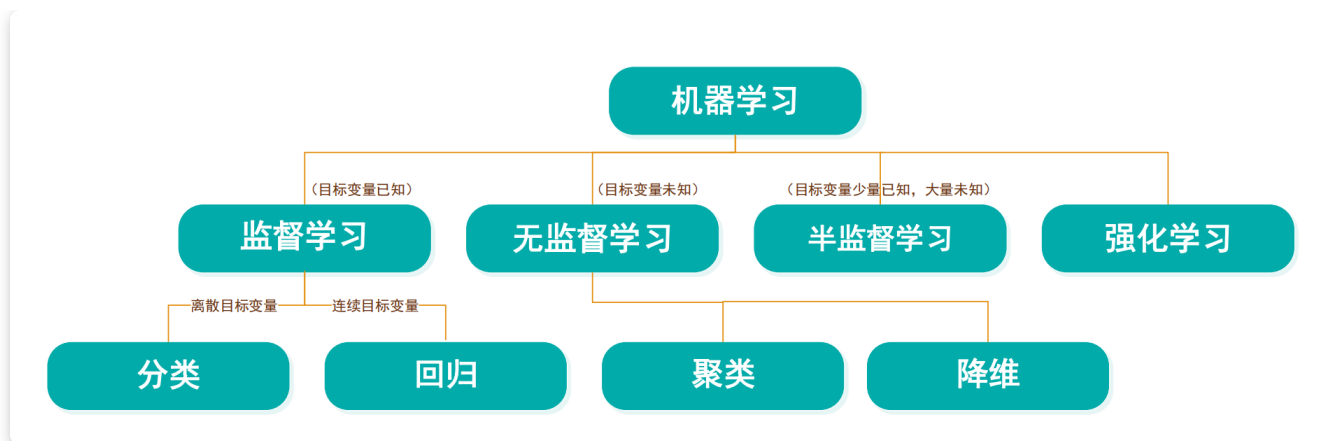 机器学习
（目标变量已知）
（目标变量未知）
（目标变量少量已知，大量未知）
监督学习
无监督学习
半监督学习
强化学习
离散目标变量
连续目标变量
分类
回归
聚类
降维